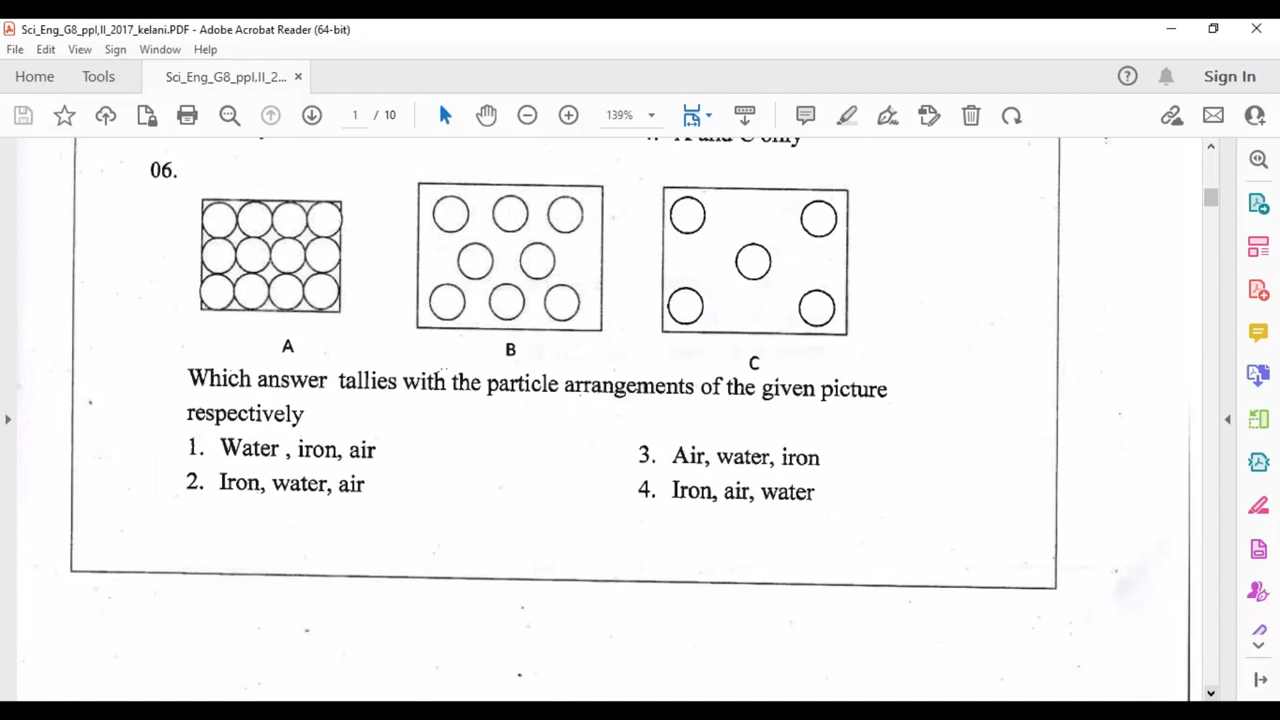 Sci_Eng_G8_ppl,II_2017_kelani.PDF - Adobe Acrobat Reader (64-bit)
File Edit View Sign Window Help
Home Tools Sci_Eng_G8_ppl,II_2... × Sign In
1 / 10 139%
A and C only
06.
A
B
C
Which answer tallies with the particle arrangements of the given picture
respectively
1. Water , iron, air
2. Iron, water, air
3. Air, water, iron
4. Iron, air, water